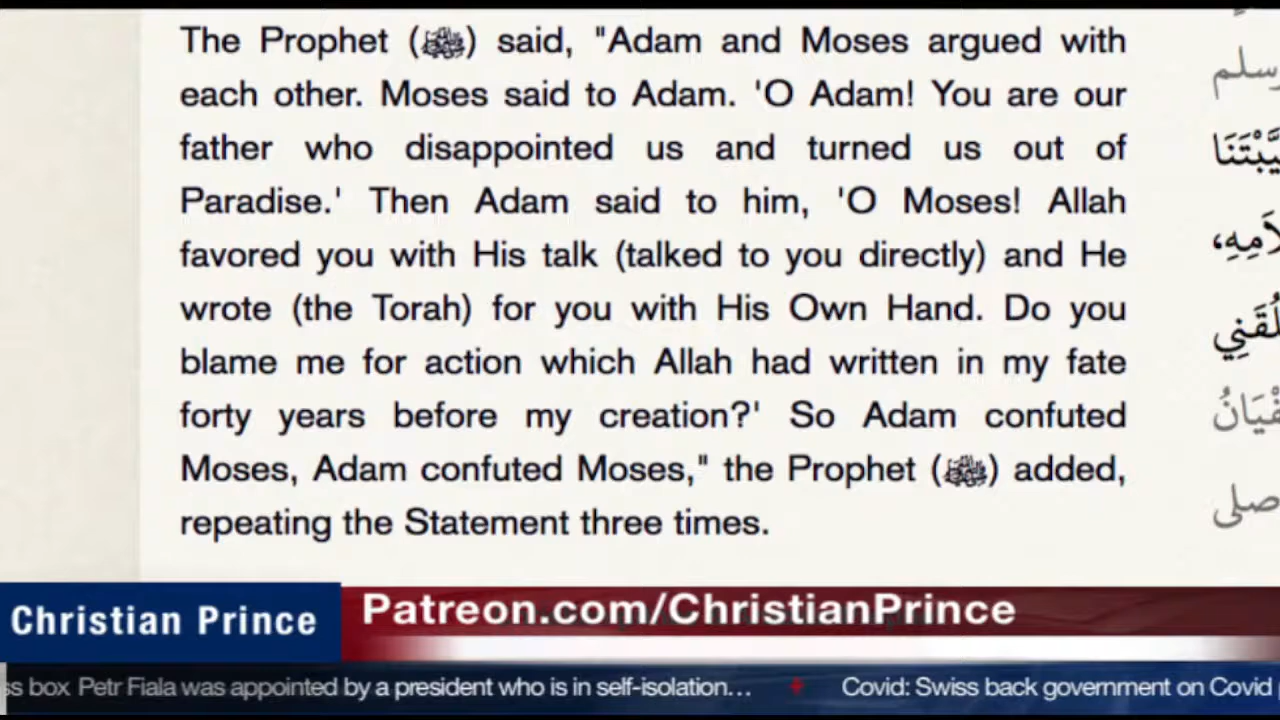 The Prophet (ﷺ) said, "Adam and Moses argued with
each other. Moses said to Adam. 'O Adam! You are our
father who disappointed us and turned us out of
Paradise.' Then Adam said to him, 'O Moses! Allah
favored you with His talk (talked to you directly) and He
wrote (the Torah) for you with His Own Hand. Do you
blame me for action which Allah had written in my fate
forty years before my creation?' So Adam confuted
Moses, Adam confuted Moses," the Prophet (ﷺ) added,
repeating the Statement three times.
صلى
Christian Prince
Patreon.com/ChristianPrince
ss box Petr Fiala was appointed by a president who is in self-isolation...
Covid: Swiss back government on Covid